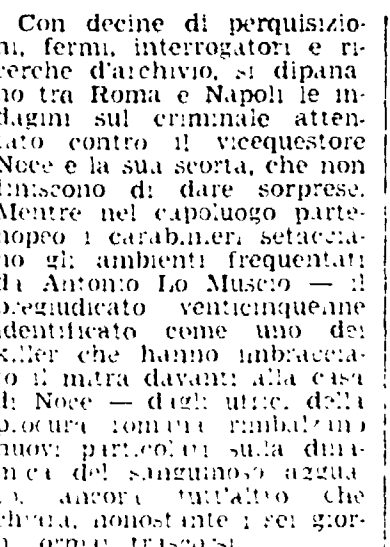 Con decine di perquisizio-
ni, fermi, interrogatori e ri-
cerche d'archivio, si dipana
no tra Roma e Napoli le in-
dagini sul criminale atten-
tato contro il vicequestore
Noce e la sua scorta, che non
finiscono di dare sorprese.
Mentre nel capoluogo parte-
nopeo i carabinieri setaccia-
no gli ambienti frequentati
da Antonio Lo Muscio — il
pregiudicato venticinquenne
identificato come uno dei
killer che hanno imbraccia-
to il mitra davanti alla casa
di Noce — dagli uffici della
procura romana rimbalzano
nuovi particolari sulla dina-
mica del sanguinoso aggua
ancora tutt'altro che
chiara, nonostante i sei gior-
ormai trascorsi